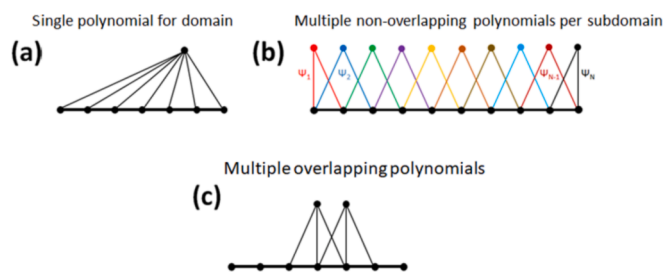 Single polynomial for domain
(a)
Multiple non-overlapping polynomials per subdomain
(b)
Ψ1
Ψ2
ΨN-1
ΨN
Multiple overlapping polynomials
(c)